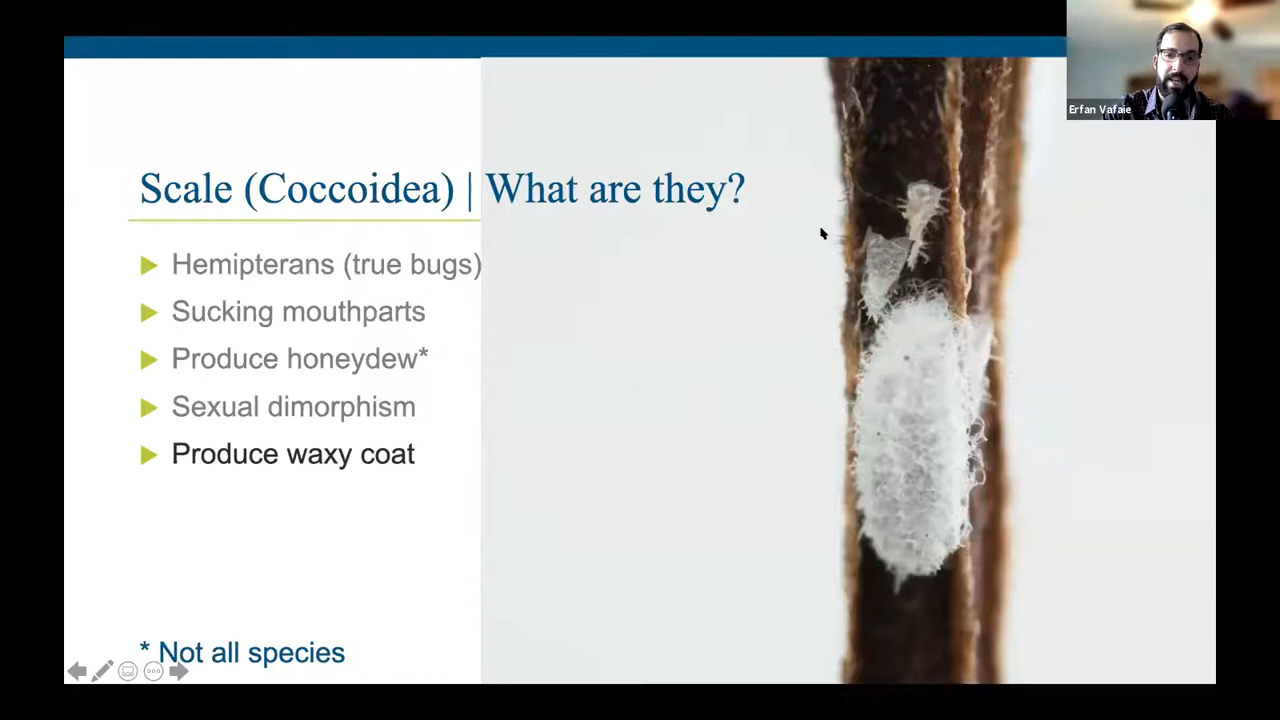 Erfan Vafaie
Scale (Coccoidea) | What are they?
Hemipterans (true bugs)
Sucking mouthparts
Produce honeydew*
Sexual dimorphism
Produce waxy coat
* Not all species